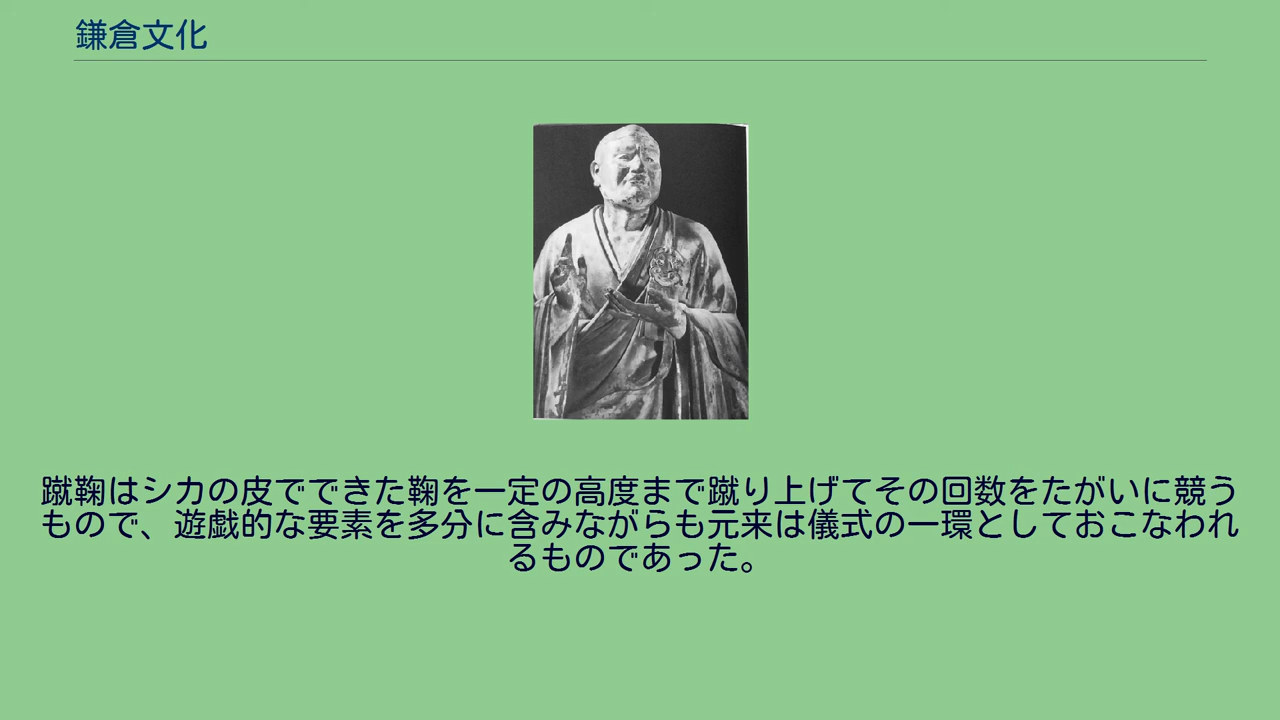 鎌倉文化
蹴鞠はシカの皮でできた鞠を一定の高度まで蹴り上げてその回数をたがいに競う
もので、遊戯的な要素を多分に含みながらも元来は儀式の一環としておこなわれ
るものであった。